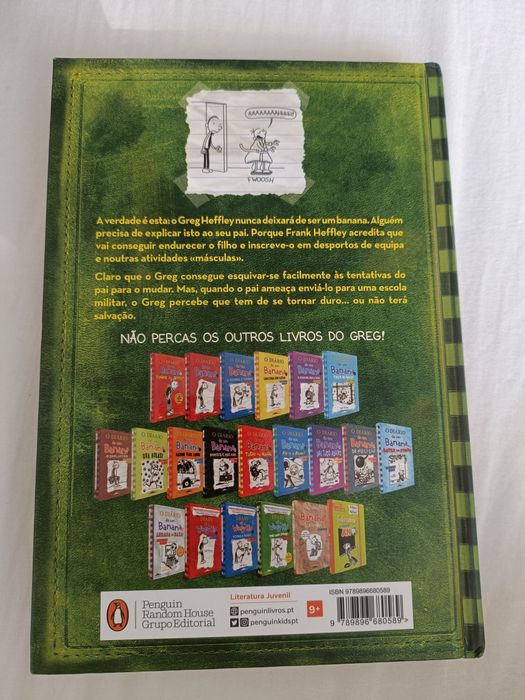 AAAAAAAHHHH!
FWOOSH
A verdade é esta: o Greg Heffley nunca deixará de ser um banana. Alguém
precisa de explicar isto ao seu pai. Porque Frank Heffley acredita que
vai conseguir endurecer o filho e inscreve-o em desportos de equipa
e noutras atividades «másculas».
Claro que o Greg consegue esquivar-se facilmente às tentativas do
pai para o mudar. Mas, quando o pai ameaça enviá-lo para uma escola
militar, o Greg percebe que tem de se tornar duro... ou não terá
salvação.
NÃO PERCAS OS OUTROS LIVROS DO GREG!
Penguin
Random House
Grupo Editorial
Literatura Juvenil
penguinlivros.pt
penguinkidspt
9+
ISBN 9789896680589
9 789896 680589 >